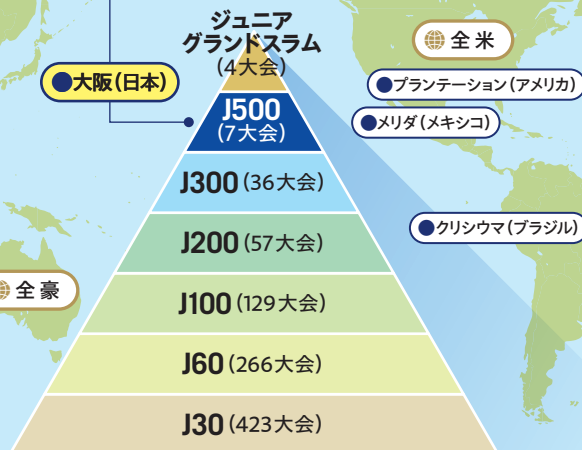 ジュニア
グランドスラム
(4大会)
全米
大阪(日本)
プランテーション(アメリカ)
J500
(7大会)
メリダ(メキシコ)
J300(36大会)
クリシウマ(ブラジル)
J200(57大会)
全豪
J100(129大会)
J60(266大会)
J30(423大会)